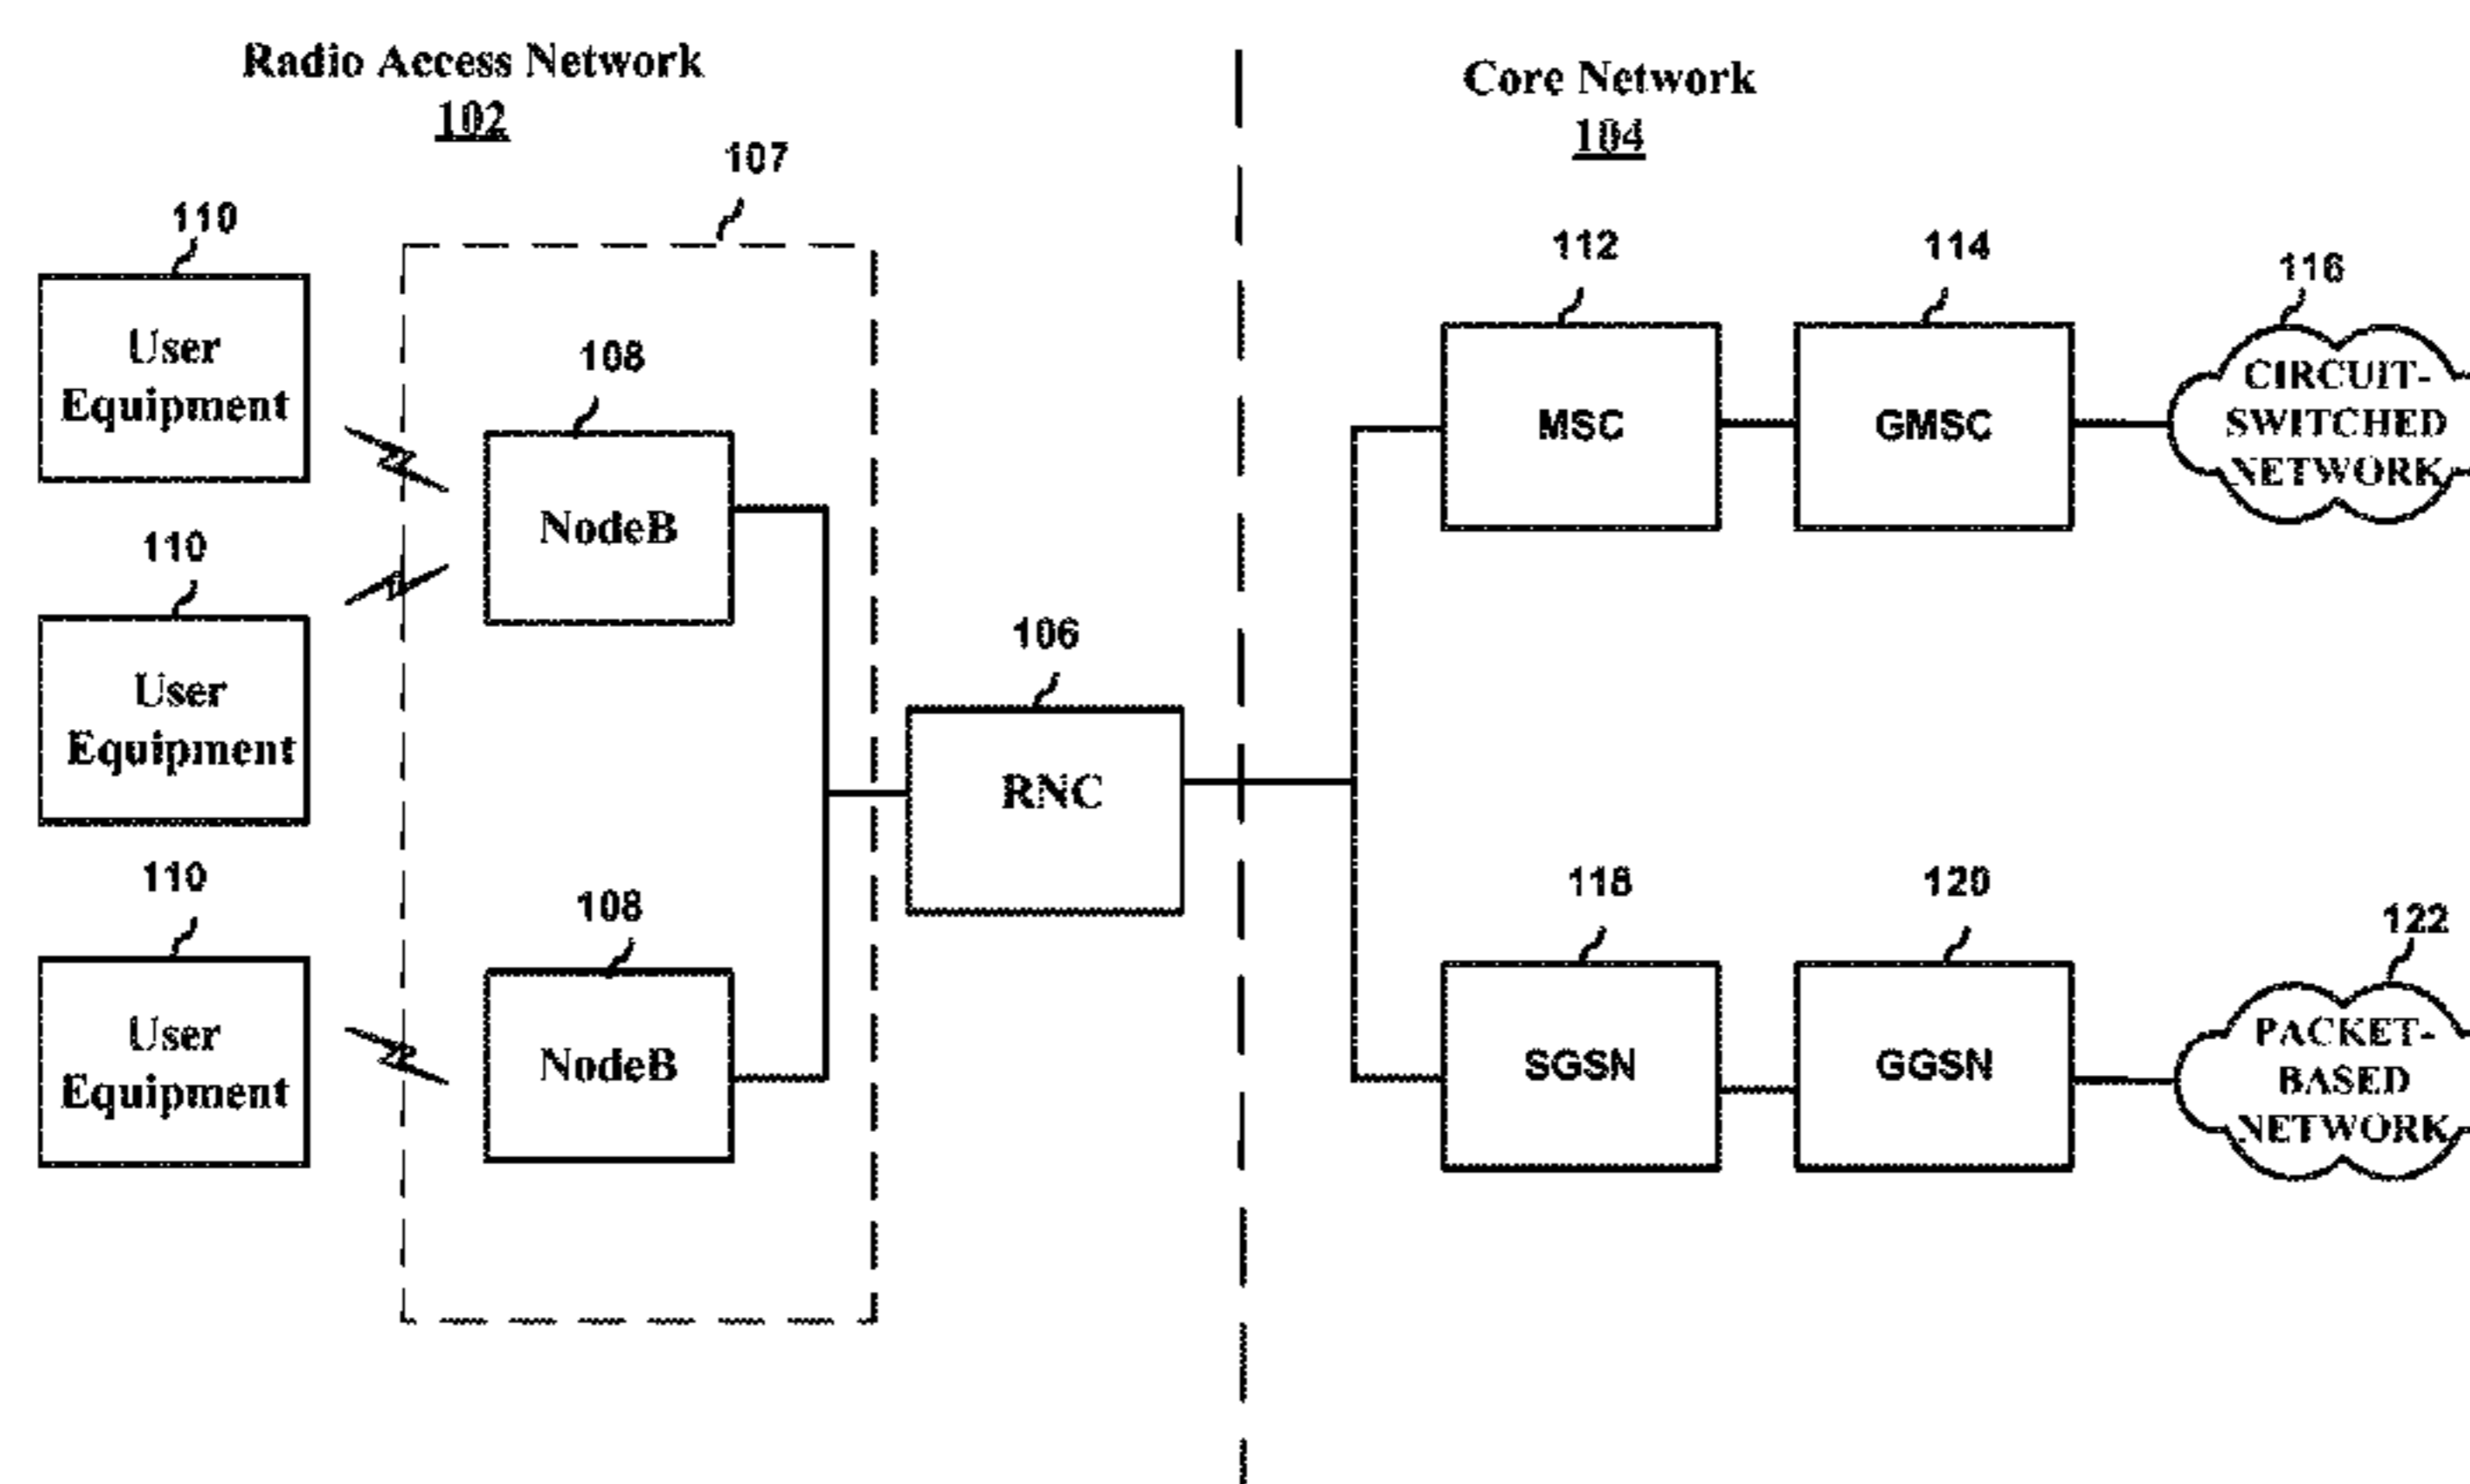 Radio Access Network
102
Core Network
104
107
110
User
Equipment
110
User
Equipment
110
User
Equipment
108
NodeB
108
NodeB
106
RNC
112
MSC
114
GMSC
116
CIRCUIT-
SWITCHED
NETWORK
118
SGSN
120
GGSN
122
PACKET-
BASED
NETWORK